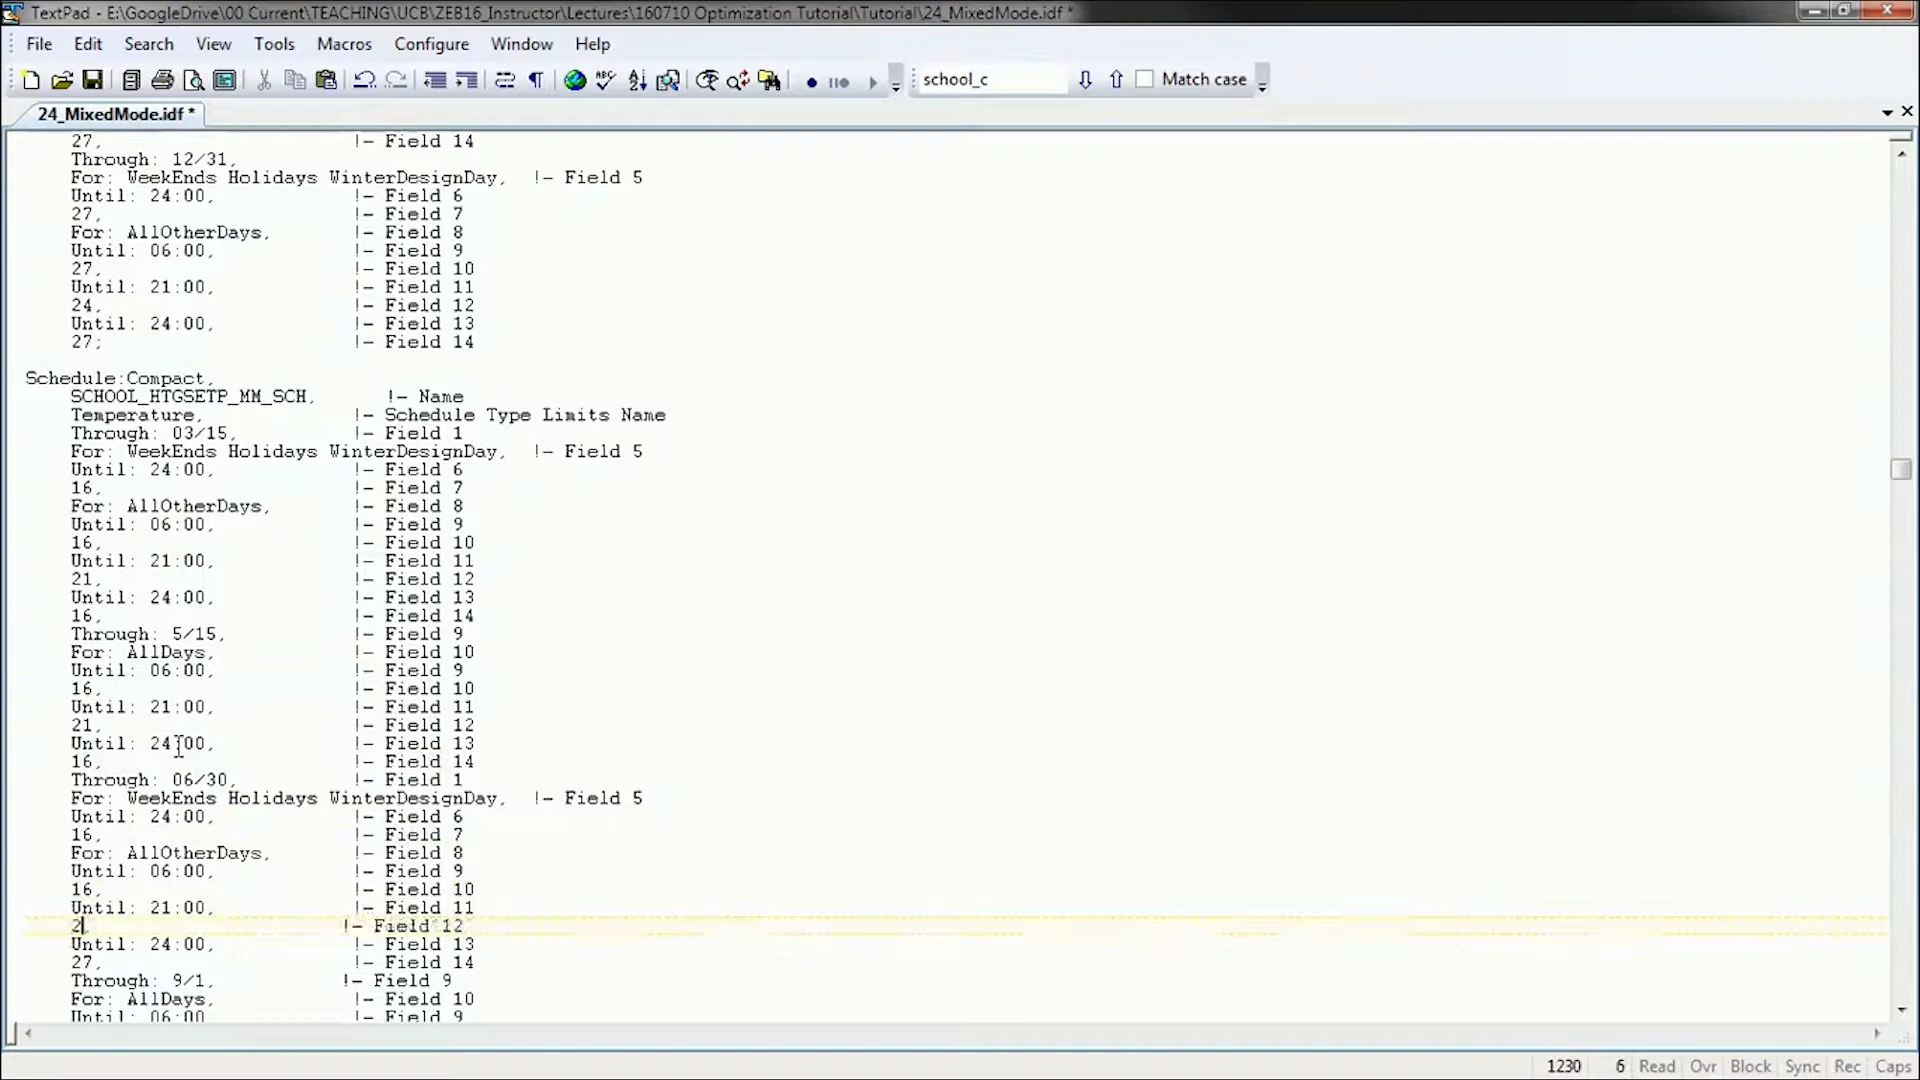 TextPad - E:\GoogleDrive\00 Current\TEACHING\UCB\ZEB16_Instructor\Lectures\160710 Optimization Tutorial\Tutorial\24_MixedMode.idf *
File Edit Search View Tools Macros Configure Window Help
school_c Match case
24_MixedMode.idf *
27, !- Field 14
Through: 12/31,
For: WeekEnds Holidays WinterDesignDay, !- Field 5
Until: 24:00, !- Field 6
27, !- Field 7
For: AllOtherDays, !- Field 8
Until: 06:00, !- Field 9
27, !- Field 10
Until: 21:00, !- Field 11
24, !- Field 12
Until: 24:00, !- Field 13
27; !- Field 14
Schedule:Compact,
SCHOOL_HTGSETP_MM_SCH, !- Name
Temperature, !- Schedule Type Limits Name
Through: 03/15, !- Field 1
For: WeekEnds Holidays WinterDesignDay, !- Field 5
Until: 24:00, !- Field 6
16, !- Field 7
For: AllOtherDays, !- Field 8
Until: 06:00, !- Field 9
16, !- Field 10
Until: 21:00, !- Field 11
21, !- Field 12
Until: 24:00, !- Field 13
16, !- Field 14
Through: 5/15, !- Field 9
For: AllDays, !- Field 10
Until: 06:00, !- Field 9
16, !- Field 10
Until: 21:00, !- Field 11
21, !- Field 12
Until: 24:00, !- Field 13
16, !- Field 14
Through: 06/30, !- Field 1
For: WeekEnds Holidays WinterDesignDay, !- Field 5
Until: 24:00, !- Field 6
16, !- Field 7
For: AllOtherDays, !- Field 8
Until: 06:00, !- Field 9
16, !- Field 10
Until: 21:00, !- Field 11
2 !- Field 12
Until: 24:00, !- Field 13
27, !- Field 14
Through: 9/1, !- Field 9
For: AllDays, !- Field 10
Until: 06:00 !- Field 9
1230 6 Read Ovr Block Sync Rec Caps